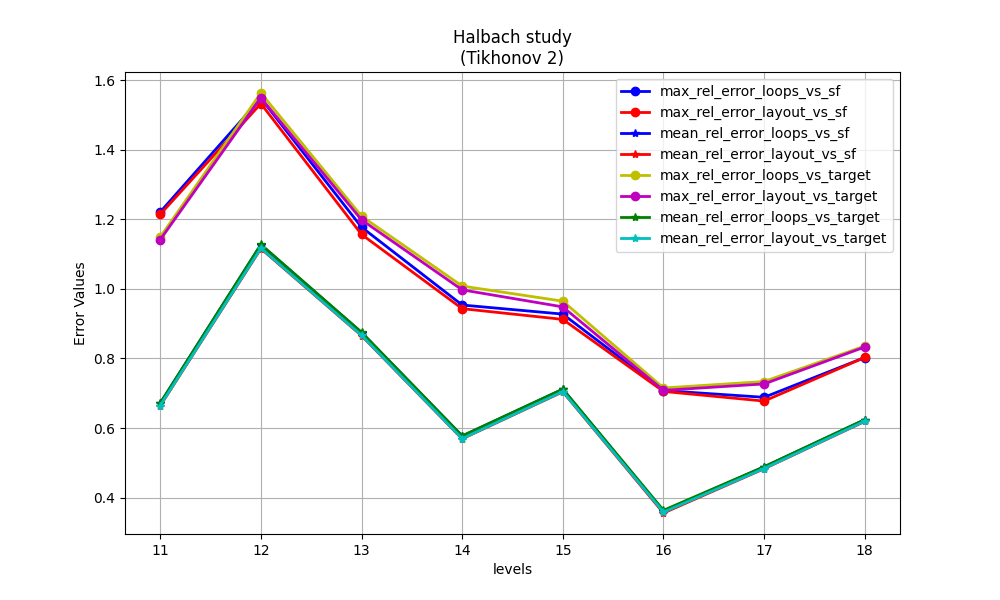 Halbach study
(Tikhonov 2)
max_rel_error_loops_vs_sf
max_rel_error_layout_vs_sf
mean_rel_error_loops_vs_sf
mean_rel_error_layout_vs_sf
max_rel_error_loops_vs_target
max_rel_error_layout_vs_target
mean_rel_error_loops_vs_target
mean_rel_error_layout_vs_target
Error Values
1.6
1.4
1.2
1.0
0.8
0.6
0.4
11 12 13 14 15 16 17 18
levels